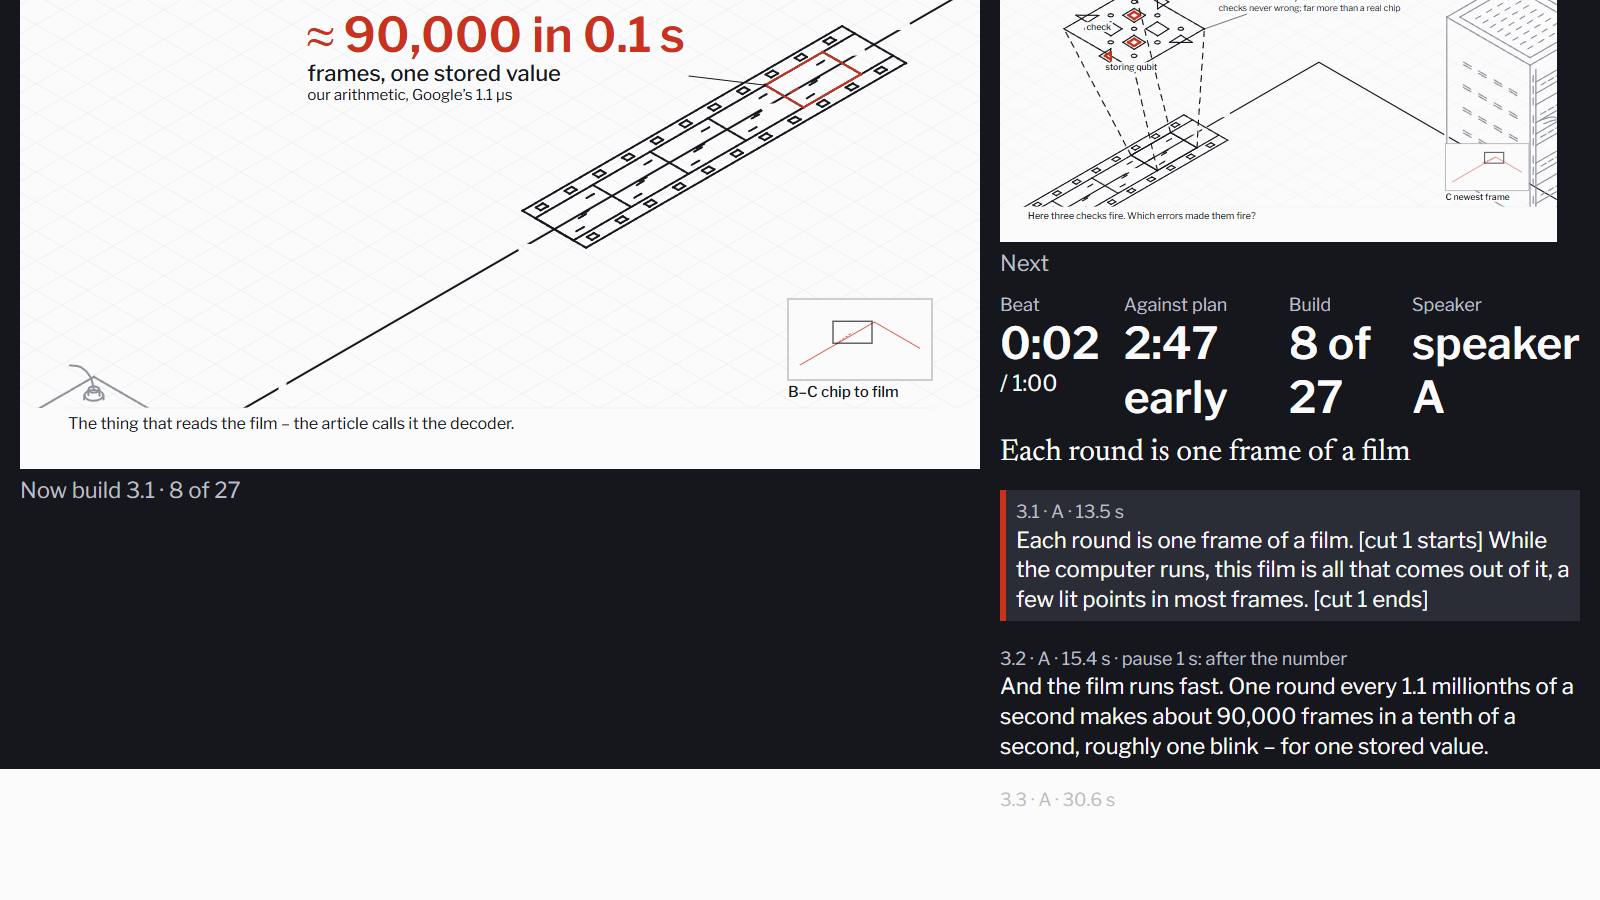 ≈ 90,000 in 0.1 s
frames, one stored value
our arithmetic, Google's 1.1 µs
B–C chip to film
The thing that reads the film – the article calls it the decoder.
Now build 3.1 · 8 of 27
checks never wrong; far more than a real chip
check
storing qubit
C newest frame
Here three checks fire. Which errors made them fire?
Next
Beat
0:02
/ 1:00
Against plan
2:47
early
Build
8 of
27
Speaker
speaker
A
Each round is one frame of a film
3.1 · A · 13.5 s
Each round is one frame of a film. [cut 1 starts] While
the computer runs, this film is all that comes out of it, a
few lit points in most frames. [cut 1 ends]
3.2 · A · 15.4 s · pause 1 s: after the number
And the film runs fast. One round every 1.1 millionths of a
second makes about 90,000 frames in a tenth of a
second, roughly one blink – for one stored value.
3.3 · A · 30.6 s